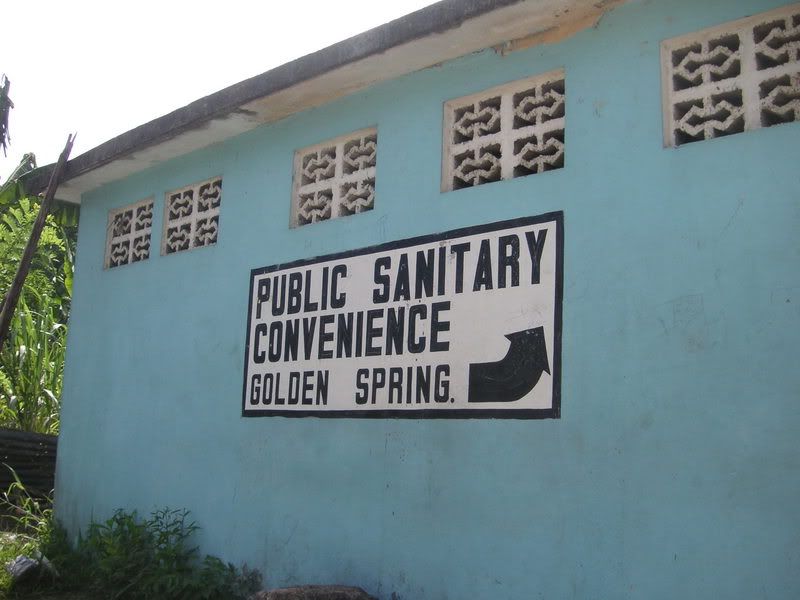 PUBLIC SANITARY
CONVENIENCE
GOLDEN SPRING.